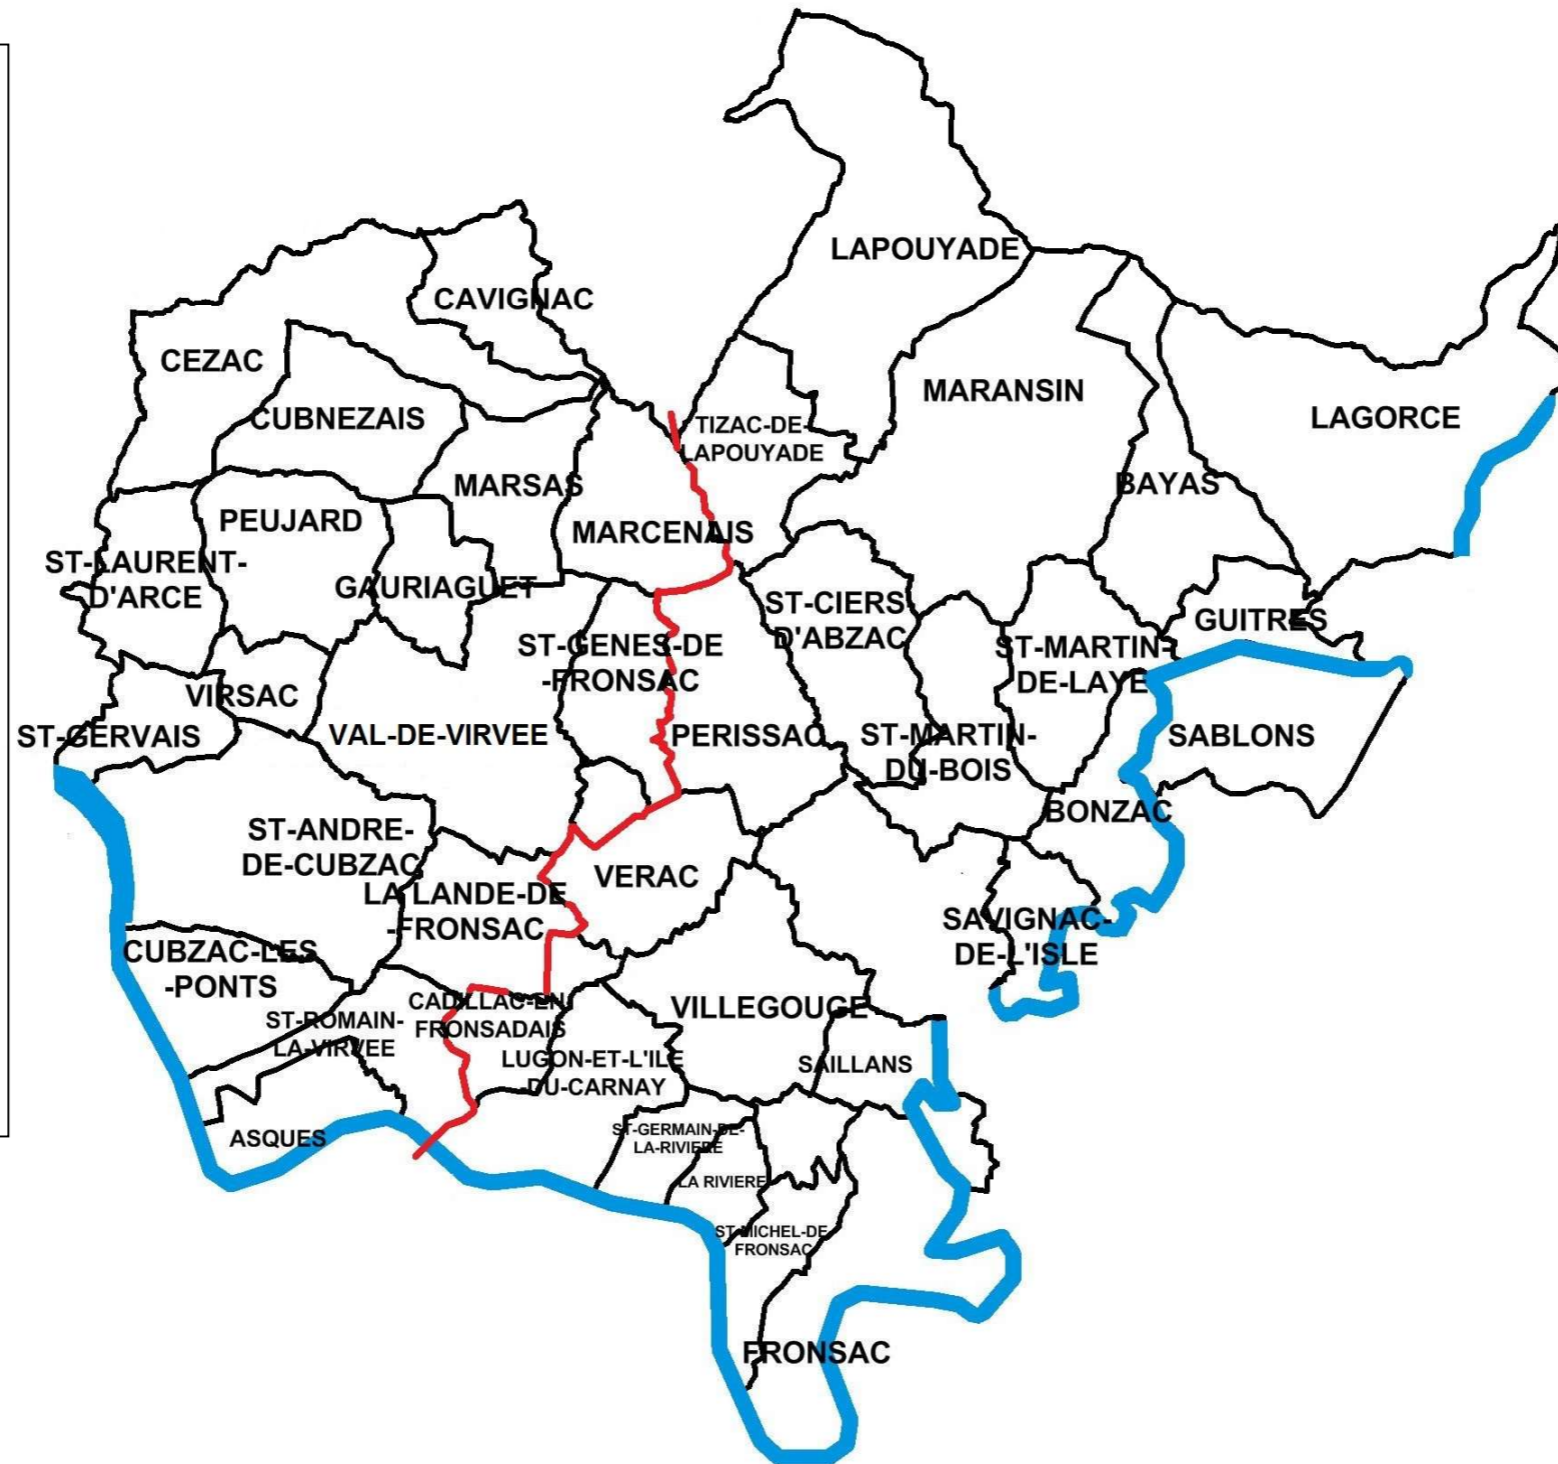 LAPOUYADE
CAVIGNAC
CEZAC
MARANSIN
CUBNEZAIS
LAGORCE
TIZAC-DE-
LAPOUYADE
MARSAS
BAYAS
PEUJARD
MARCENAIS
ST-LAURENT-
D'ARCE
GAURIAGUET
ST-CIERS
D'ABZAC
GUITRES
ST-GENES-DE
-FRONSAC
ST-MARTIN-
DE-LAYE
VIRSAC
ST-GERVAIS
VAL-DE-VIRVEE
PERISSAC
ST-MARTIN-
DU-BOIS
SABLONS
BONZAC
ST-ANDRE-
DE-CUBZAC
VERAC
LA LANDE-DE
-FRONSAC
SAVIGNAC-
DE-L'ISLE
CUBZAC-LES
-PONTS
CADILLAC-EN
FRONSADAIS
VILLEGOUGE
ST-ROMAIN-
LA-VIRVEE
LUGON-ET-L'ILE
-DU-CARNAY
SAILLANS
ASQUES
ST-GERMAIN-DE-
LA-RIVIERE
LA RIVIERE
ST-MICHEL-DE
FRONSAC
FRONSAC